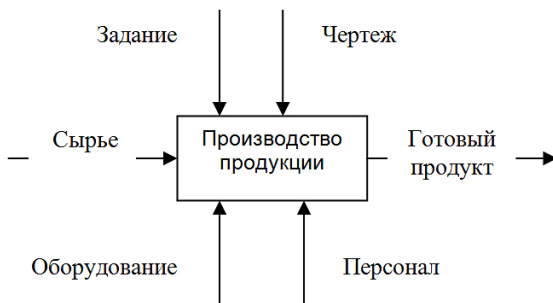 Задание
Чертеж
Сырье
Производство
продукции
Готовый
продукт
Оборудование
Персонал